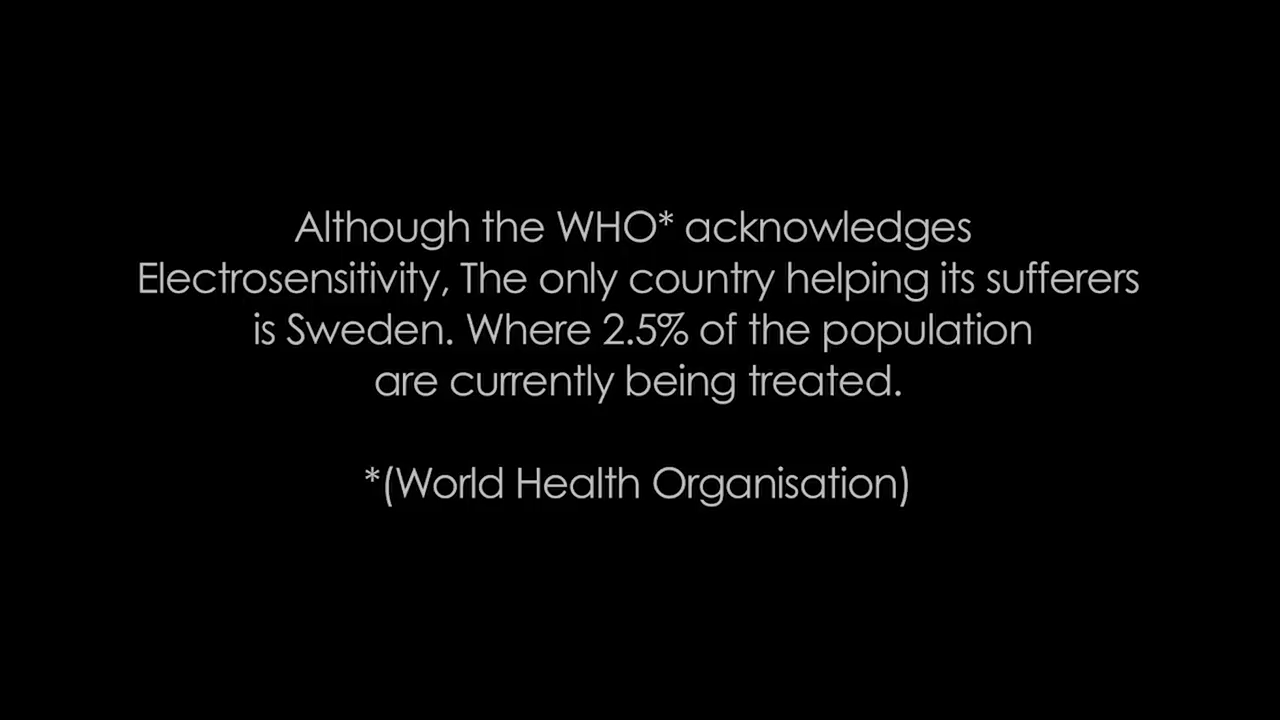 Although the WHO* acknowledges
Electrosensitivity, The only country helping its sufferers
is Sweden. Where 2.5% of the population
are currently being treated.
*(World Health Organisation)